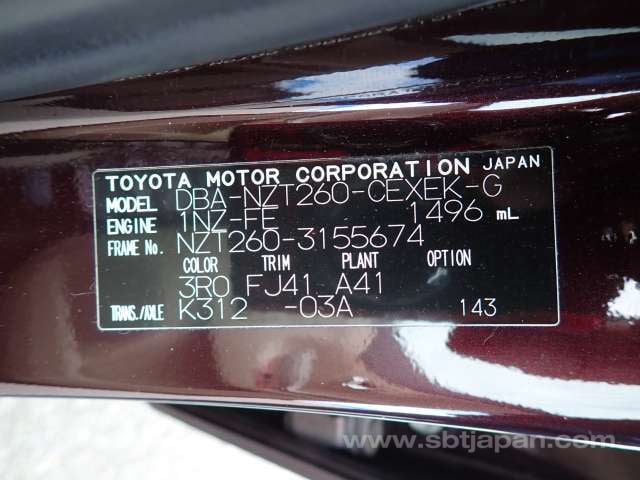 TOYOTA MOTOR CORPORATION JAPAN
MODEL DBA-NZT260-CEXEK-G
ENGINE 1NZ-FE 1496 mL
FRAME No. NZT260-3155674
COLOR TRIM PLANT OPTION
3R0 FJ41 A41
TRANS./AXLE K312 -03A 143
www.sbtjapan.com